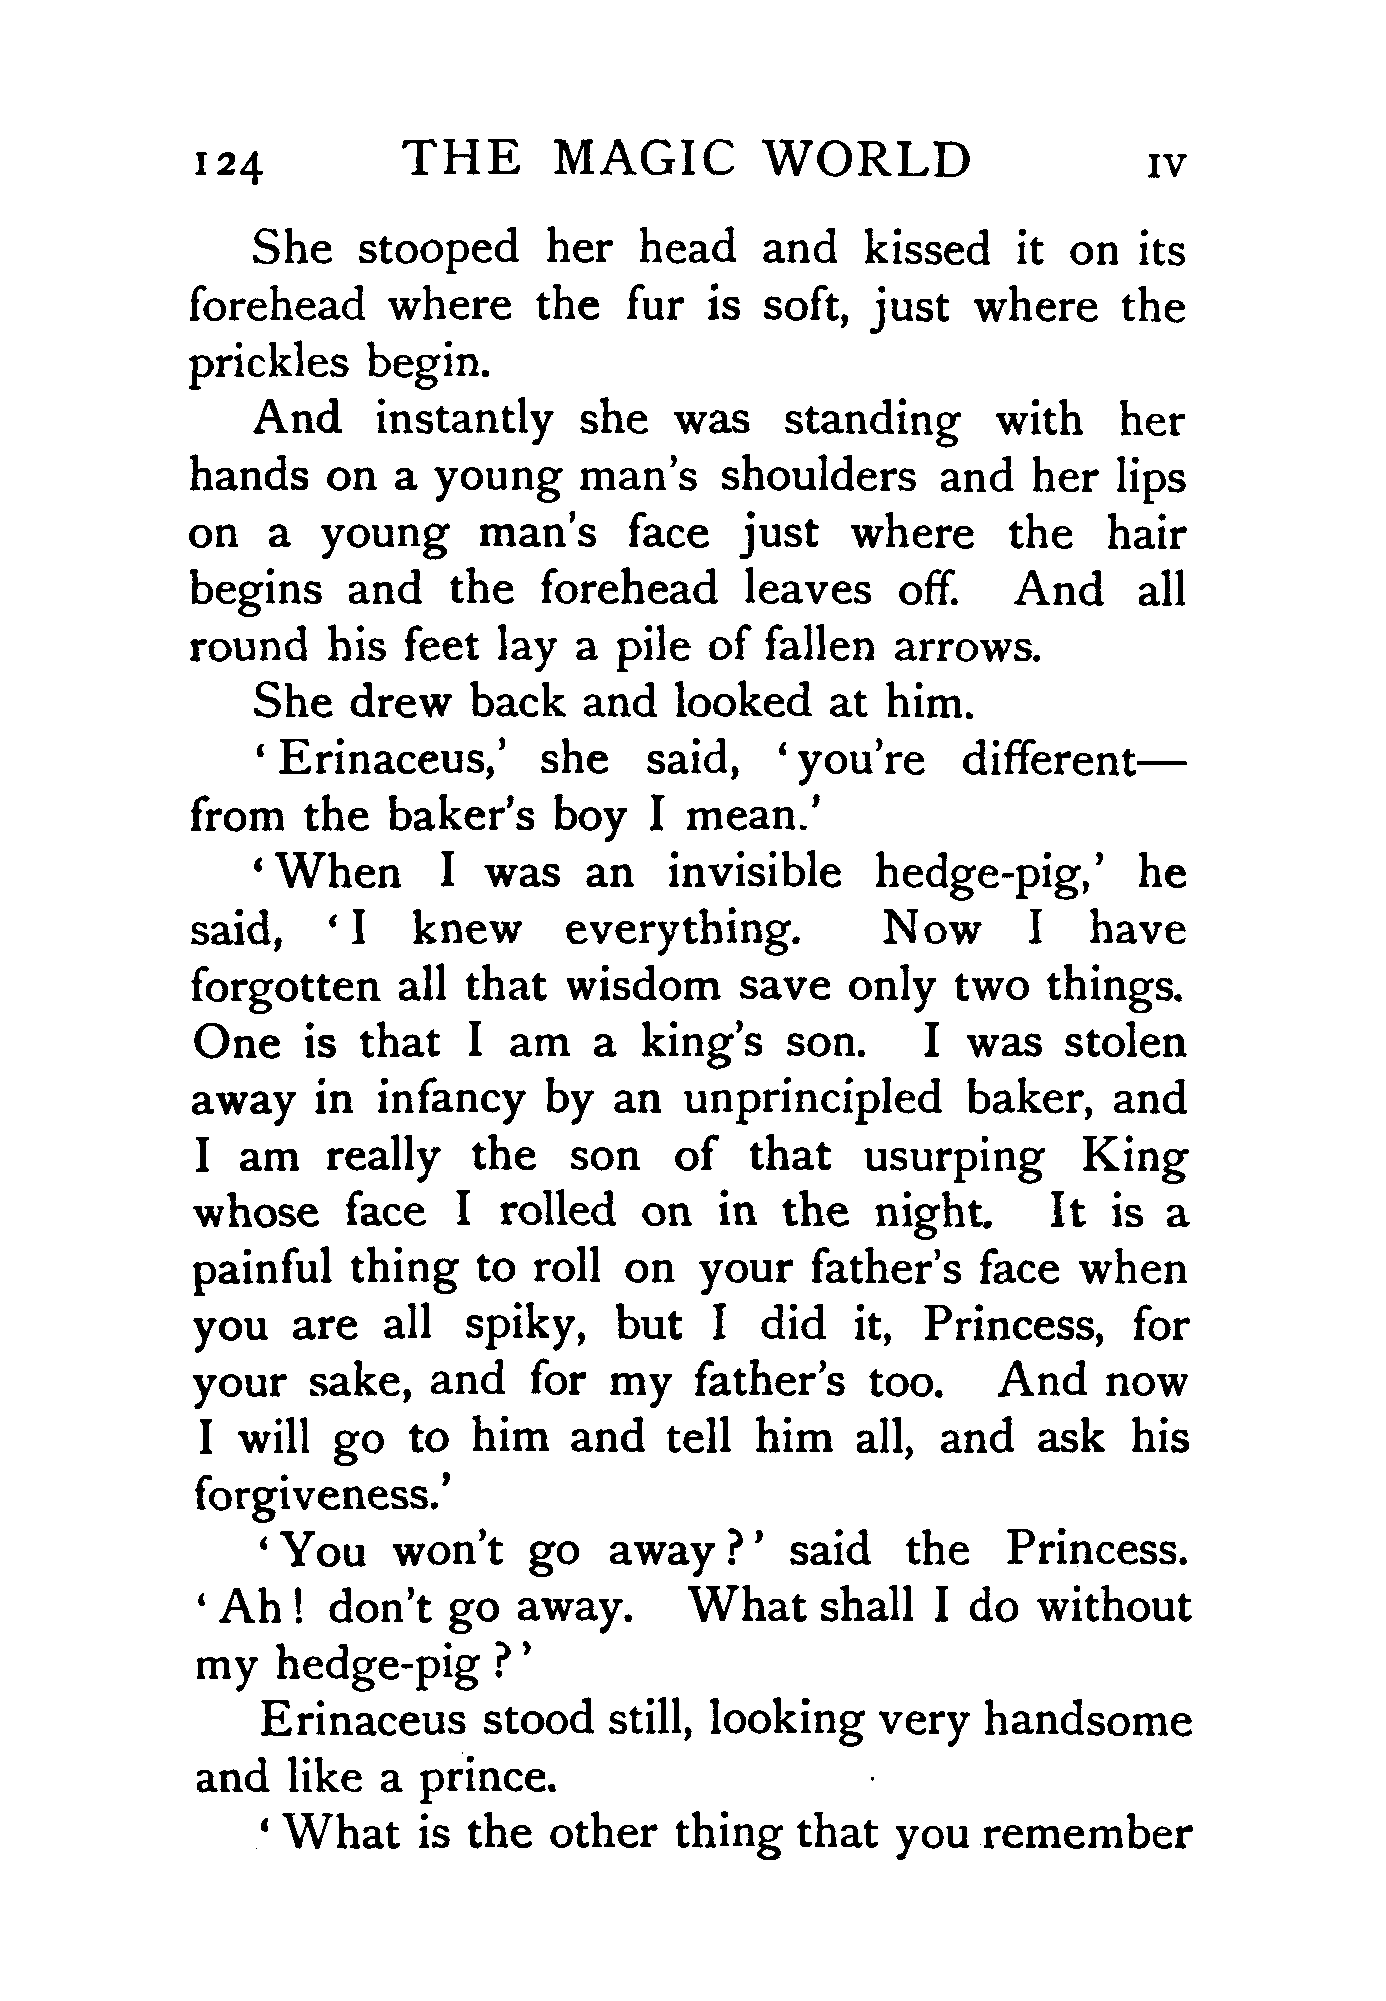 124 THE MAGIC WORLD IV
She stooped her head and kissed it on its
forehead where the fur is soft, just where the
prickles begin.
And instantly she was standing with her
hands on a young man's shoulders and her lips
on a young man's face just where the hair
begins and the forehead leaves off. And all
round his feet lay a pile of fallen arrows.
She drew back and looked at him.
‘Erinaceus,’ she said, ‘you're different—
from the baker's boy I mean.’
‘When I was an invisible hedge-pig,’ he
said, ‘I knew everything. Now I have
forgotten all that wisdom save only two things.
One is that I am a king's son. I was stolen
away in infancy by an unprincipled baker, and
I am really the son of that usurping King
whose face I rolled on in the night. It is a
painful thing to roll on your father's face when
you are all spiky, but I did it, Princess, for
your sake, and for my father's too. And now
I will go to him and tell him all, and ask his
forgiveness.’
‘You won't go away?’ said the Princess.
‘Ah! don't go away. What shall I do without
my hedge-pig?’
Erinaceus stood still, looking very handsome
and like a prince.
‘What is the other thing that you remember